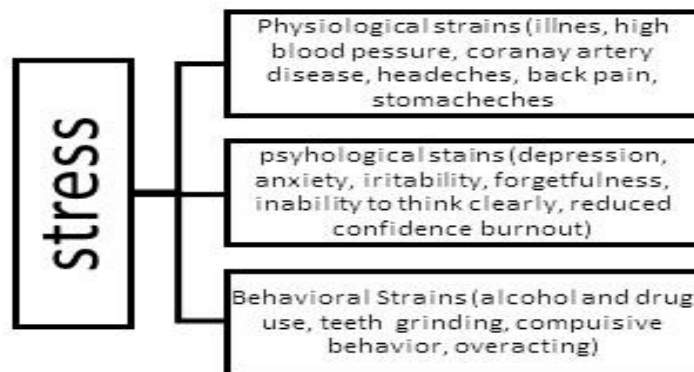 stress
Physiological strains (illnes, high
blood pessure, coranay artery
disease, headeches, back pain,
stomacheches
psyhological stains (depression,
anxiety, iritability, forgetfulness,
inability to think clearly, reduced
confidence burnout)
Behavioral Strains (alcohol and drug
use, teeth grinding, compuisive
behavior, overacting)